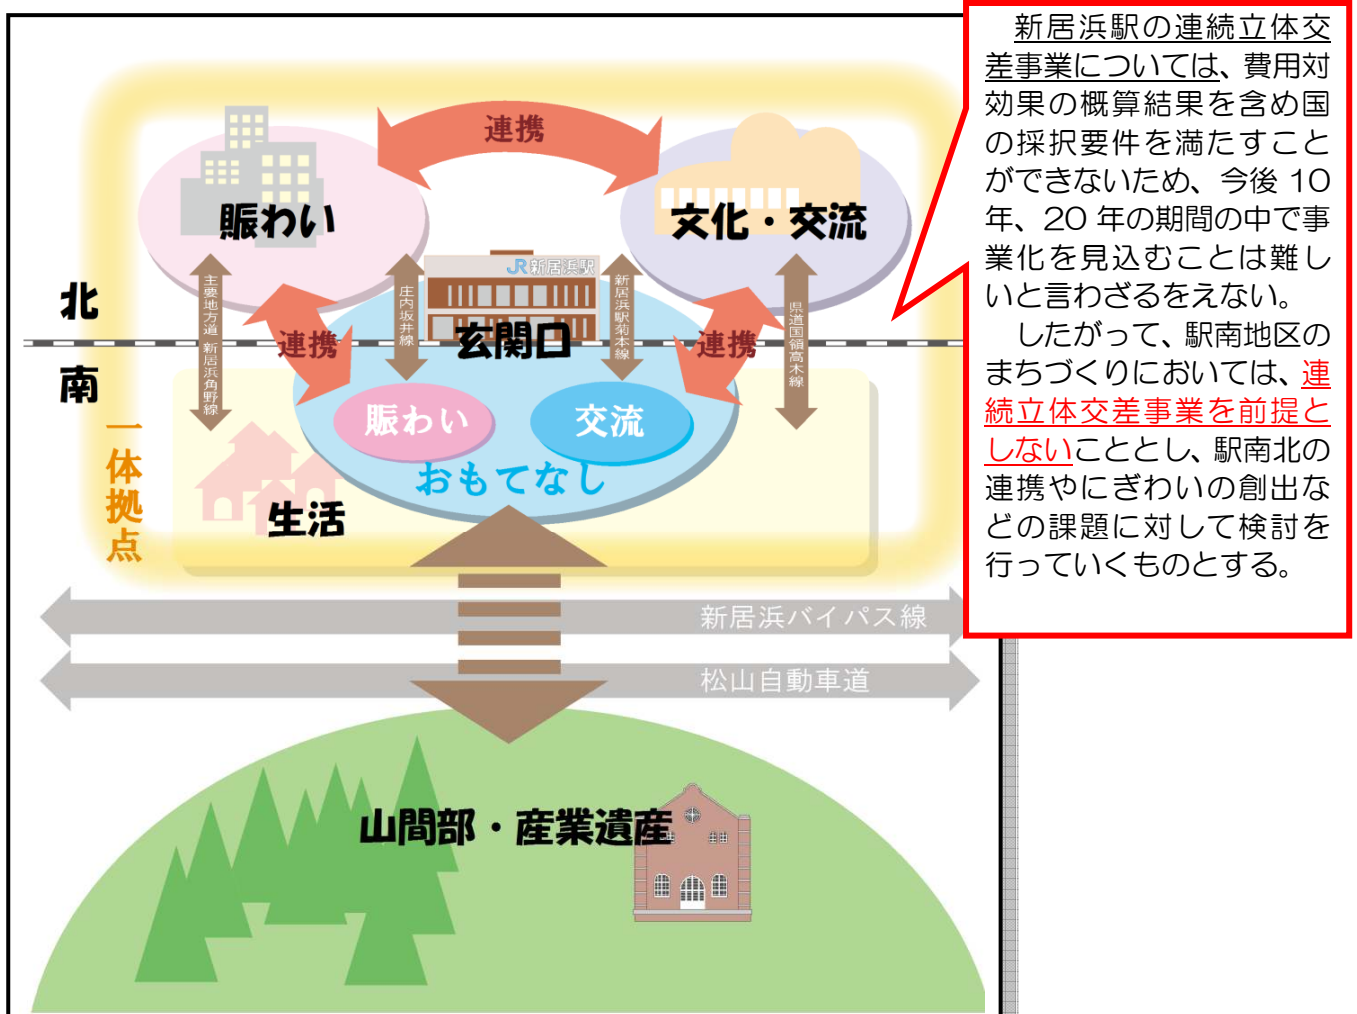 新居浜駅の連続立体交
差事業については、費用対
効果の概算結果を含め国
の採択要件を満たすこと
ができないため、今後 10
年、20 年の期間の中で事
業化を見込むことは難し
いと言わざるをえない。
したがって、駅南地区の
まちづくりにおいては、連
続立体交差事業を前提と
しないこととし、駅南北の
連携やにぎわいの創出な
どの課題に対して検討を
行っていくものとする。
連携
賑わい
文化・交流
JR新居浜駅
主要地方道 新居浜角野線
庄内坂井線
新居浜駅菊本線
県道国領高木線
北
南
連携
玄関口
連携
賑わい
交流
おもてなし
一体拠点
生活
新居浜バイパス線
松山自動車道
山間部・産業遺産